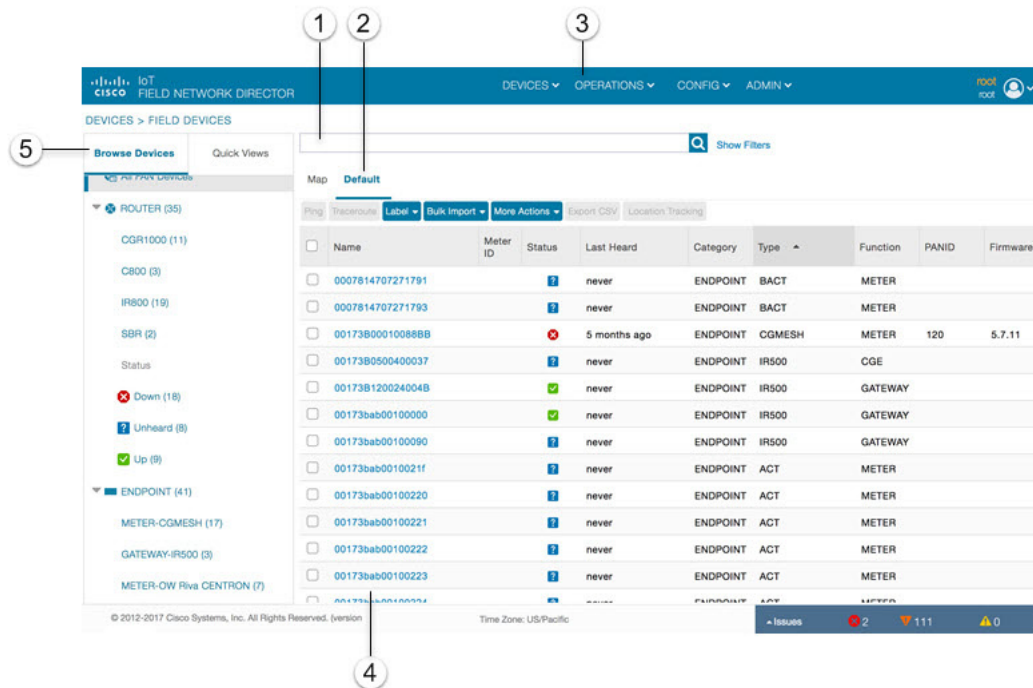 1 2 3
IoT
CISCO FIELD NETWORK DIRECTOR
DEVICES OPERATIONS CONFIG ADMIN
root
root
DEVICES > FIELD DEVICES
5
Browse Devices Quick Views
Show Filters
All FAN Devices
Map Default
ROUTER (35)
Ping Traceroute Label Bulk Import More Actions Export CSV Location Tracking
CGR1000 (11)
C800 (3)
IR800 (19)
SBR (2)
Status
Down (18)
Unheard (8)
Up (9)
ENDPOINT (41)
METER-CGMESH (17)
GATEWAY-IR500 (3)
METER-OW Riva CENTRON (7)
Name Meter ID Status Last Heard Category Type Function PANID Firmware
0007814707271791 never ENDPOINT BACT METER
0007814707271793 never ENDPOINT BACT METER
00173B00010088BB 5 months ago ENDPOINT CGMESH METER 120 5.7.11
00173B0500400037 never ENDPOINT IR500 CGE
00173B120024004B never ENDPOINT IR500 GATEWAY
00173bab00100000 never ENDPOINT IR500 GATEWAY
00173bab00100090 never ENDPOINT IR500 GATEWAY
00173bab0010021f never ENDPOINT ACT METER
00173bab00100220 never ENDPOINT ACT METER
00173bab00100221 never ENDPOINT ACT METER
00173bab00100222 never ENDPOINT ACT METER
00173bab00100223 never ENDPOINT ACT METER
© 2012-2017 Cisco Systems, Inc. All Rights Reserved. (version
Time Zone: US/Pacific
Issues 2 111 0
4